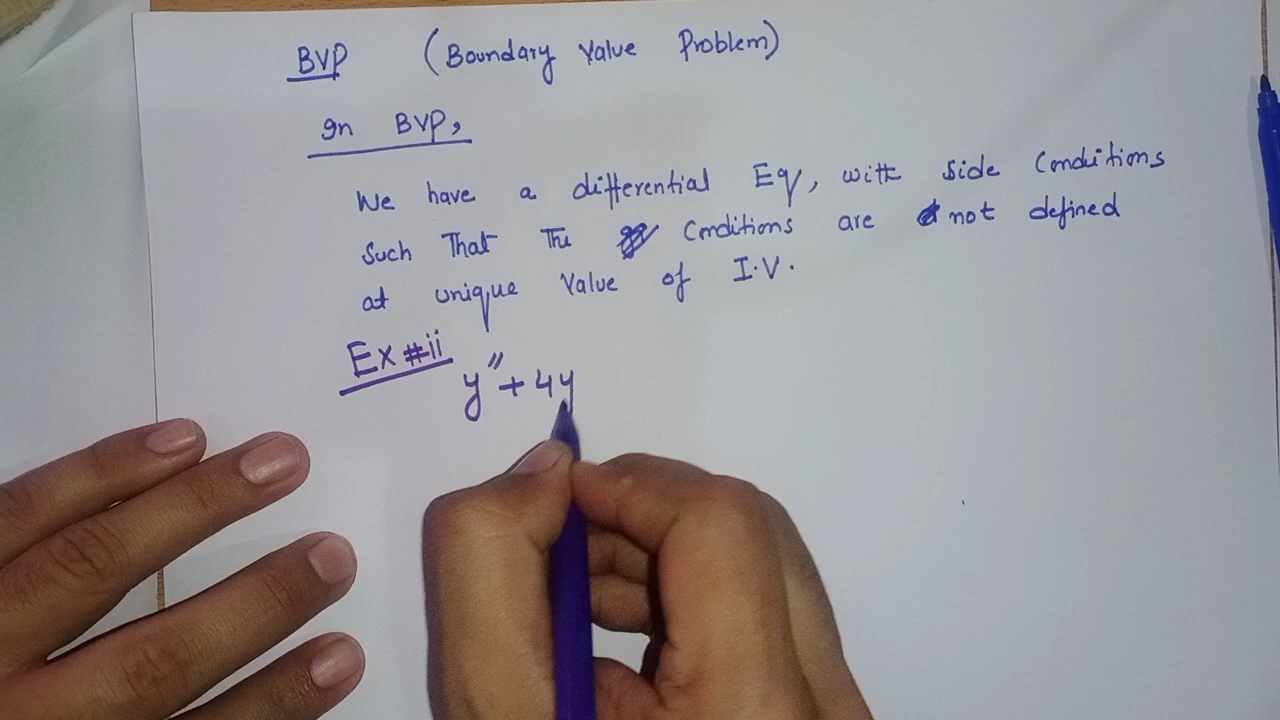 BVP (Boundary Value Problem)
In BVP,
We have a differential Eq, with side Conditions
Such That The Conditions are not defined
at unique Value of I.V.
Ex #ii
y" + 4y